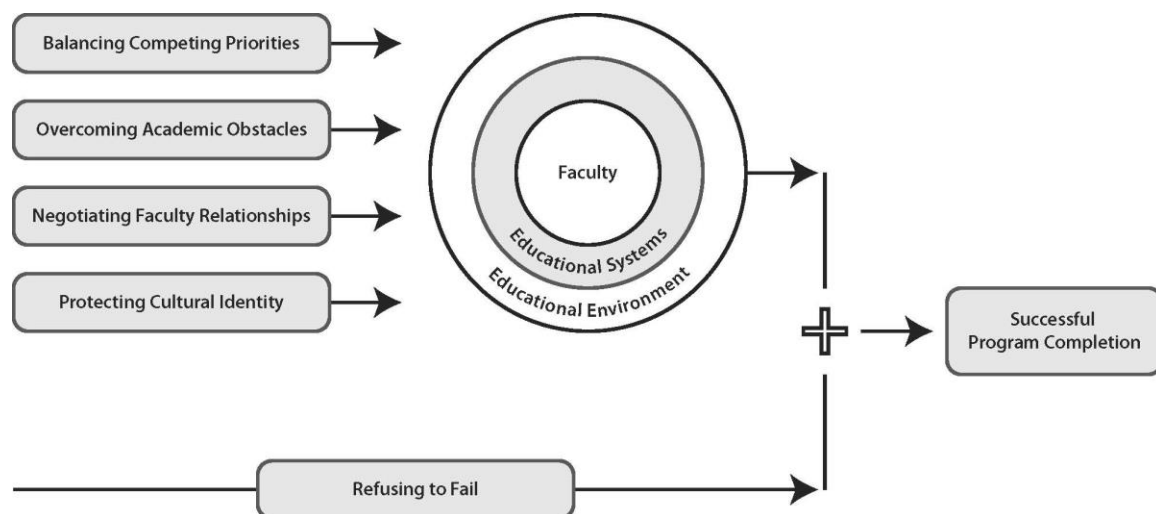 Balancing Competing Priorities
Overcoming Academic Obstacles
Negotiating Faculty Relationships
Protecting Cultural Identity
Faculty
Educational Systems
Educational Environment
Successful
Program Completion
Refusing to Fail